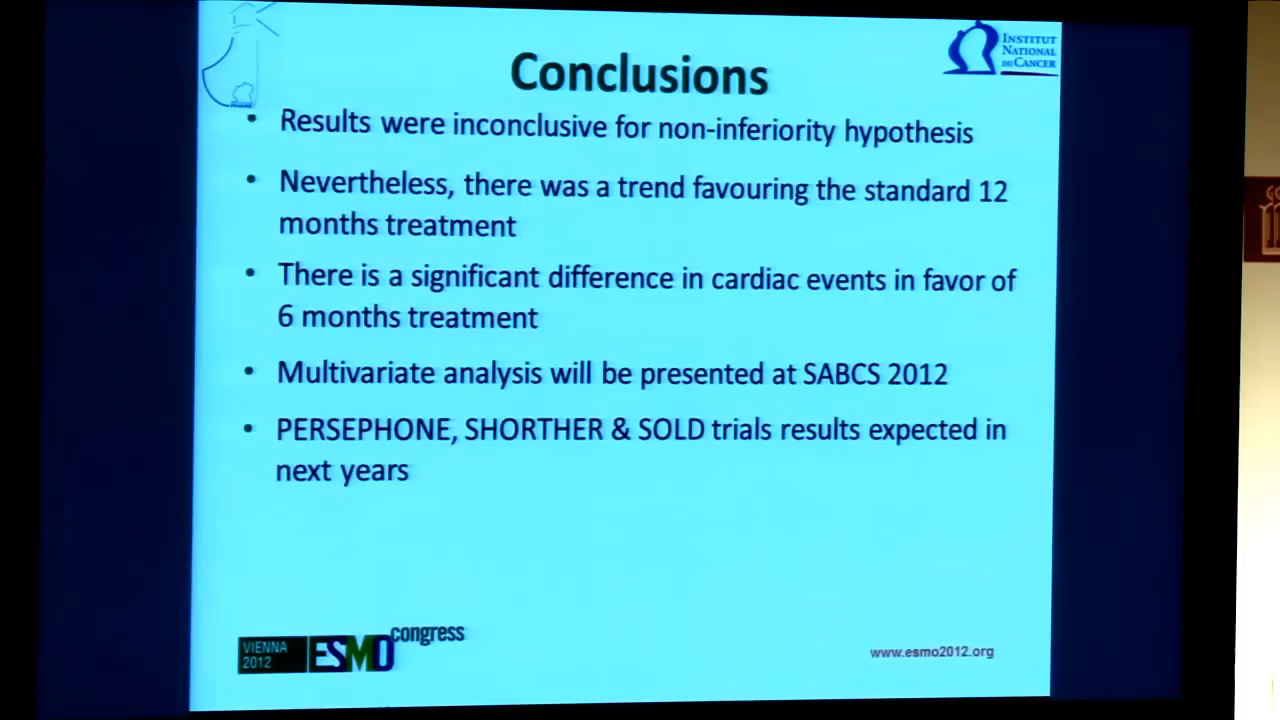 INSTITUT
NATIONAL
DU CANCER
Conclusions
• Results were inconclusive for non-inferiority hypothesis
• Nevertheless, there was a trend favouring the standard 12
months treatment
• There is a significant difference in cardiac events in favor of
6 months treatment
• Multivariate analysis will be presented at SABCS 2012
• PERSEPHONE, SHORTHER & SOLD trials results expected in
next years
VIENNA
2012
ESMO congress
www.esmo2012.org